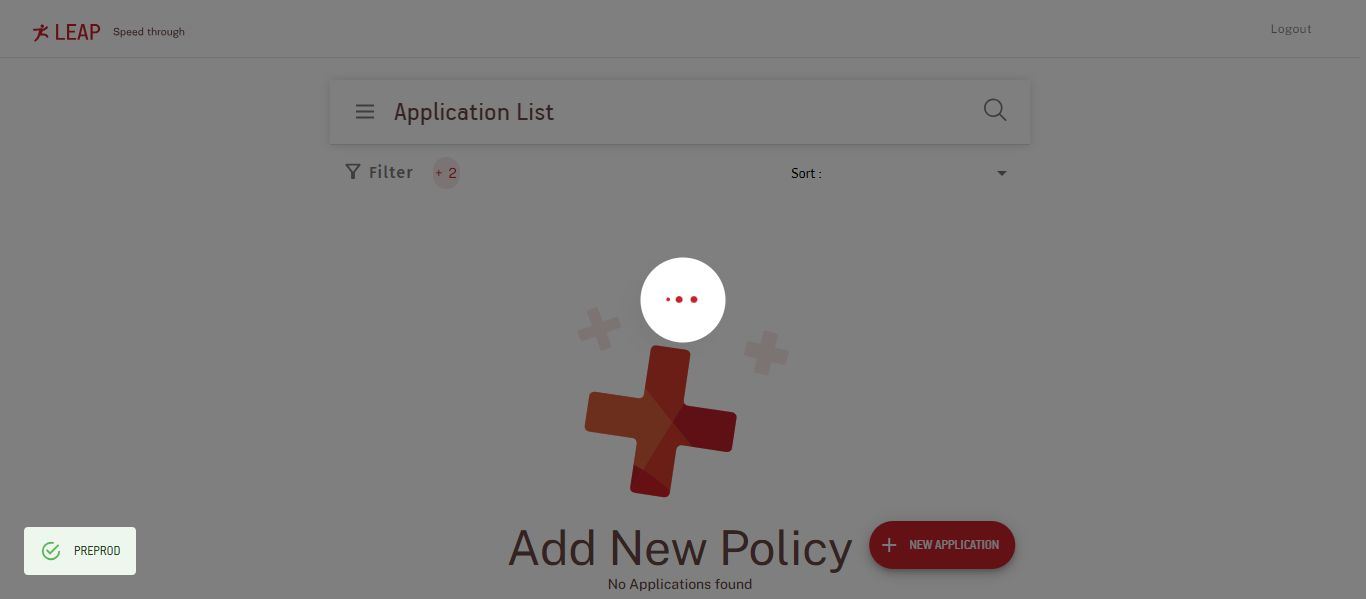 LEAP Speed through
Logout
Application List
Filter + 2
Sort :
Add New Policy
NEW APPLICATION
PREPROD
No Applications found